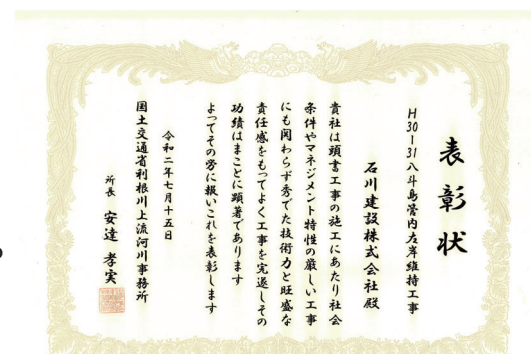 表彰状
H30-31八斗島管内左岸維持工事
石川建設株式会社殿
貴社は頭書工事の施工にあたり社会
条件やマネジメント特性の厳しい工事
にも関わらず秀でた技術力と旺盛な
責任感をもってよく工事を完遂しその
功績はまことに顕著であります
よってその労に報いこれを表彰します
令和二年七月十五日
国土交通省利根川上流河川事務所
所長 安達孝実